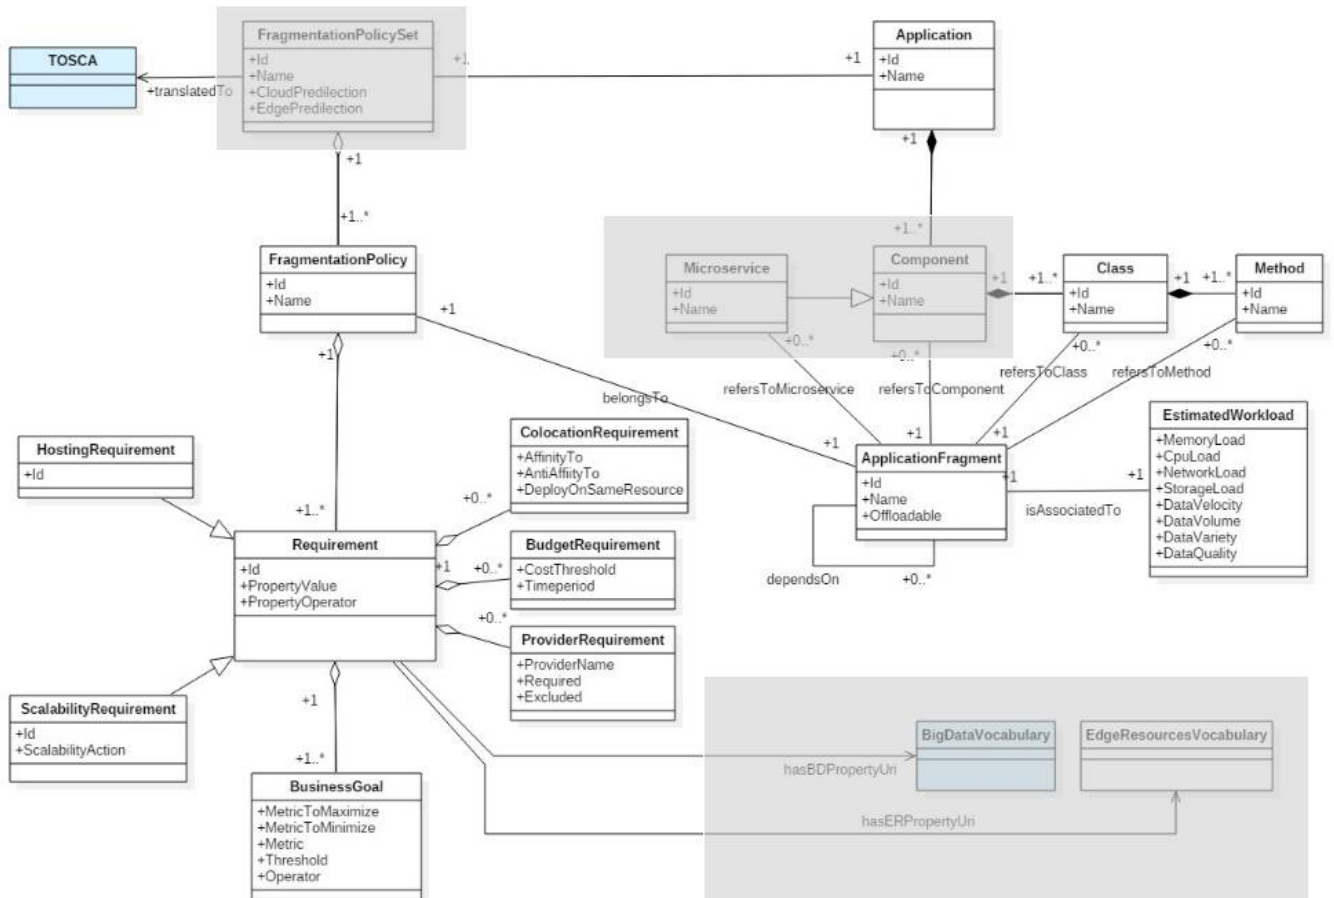 FragmentationPolicySet
+Id
+Name
+CloudPredilection
+EdgePredilection
+1
TOSCA
+translatedTo
Application
+Id
+Name
+1
+1
+1
+1..*
+1..*
FragmentationPolicy
+Id
+Name
+1
+1
Microservice
+Id
+Name
+0..*
Component
+Id
+Name
+1
+0..*
Class
+Id
+Name
+1..*
+1
+0..*
Method
+Id
+Name
+1..*
+0..*
belongsTo
refersToMicroservice
refersToComponent
refersToClass
refersToMethod
EstimatedWorkload
+MemoryLoad
+CpuLoad
+NetworkLoad
+StorageLoad
+DataVelocity
+DataVolume
+DataVariety
+DataQuality
+1
+1
+1
ApplicationFragment
+Id
+Name
+Offloadable
+1
+1
isAssociatedTo
dependsOn
+0..*
HostingRequirement
+Id
ColocationRequirement
+AffinityTo
+AntiAffiityTo
+DeployOnSameResource
+0..*
+1..*
Requirement
+Id
+PropertyValue
+PropertyOperator
+1
+0..*
BudgetRequirement
+CostThreshold
+Timeperiod
+0..*
ProviderRequirement
+ProviderName
+Required
+Excluded
ScalabilityRequirement
+Id
+ScalabilityAction
+1
+1..*
BusinessGoal
+MetricToMaximize
+MetricToMinimize
+Metric
+Threshold
+Operator
BigDataVocabulary
EdgeResourcesVocabulary
hasBDPropertyUri
hasERPropertyUri